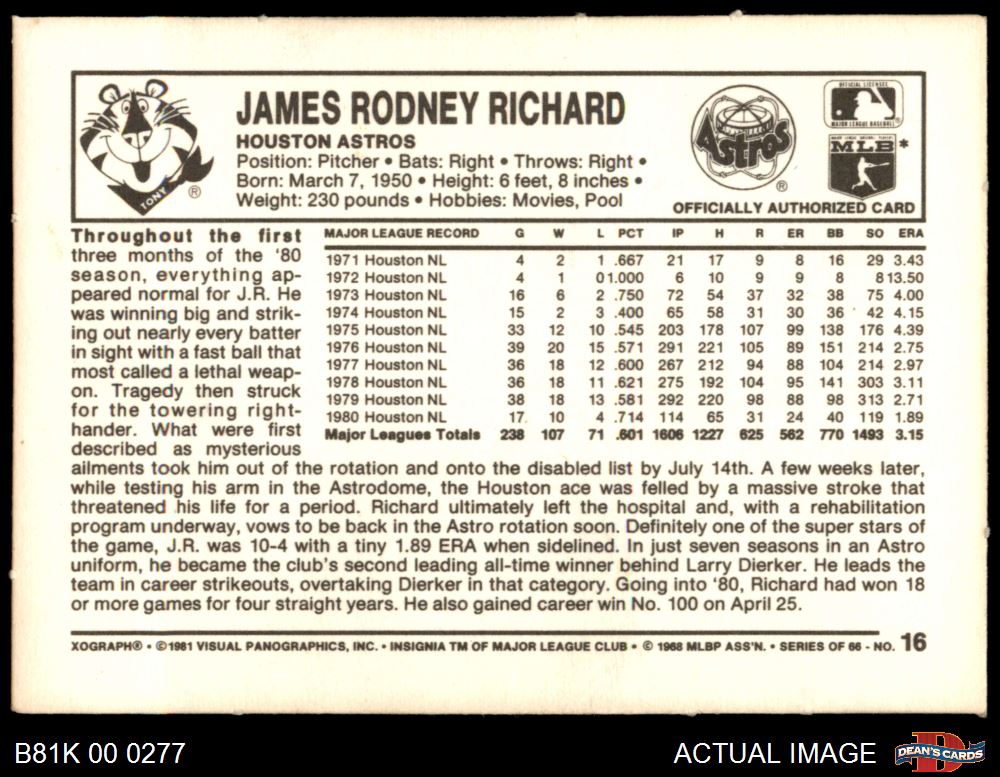 JAMES RODNEY RICHARD
HOUSTON ASTROS
Position: Pitcher • Bats: Right • Throws: Right •
Born: March 7, 1950 • Height: 6 feet, 8 inches •
Weight: 230 pounds • Hobbies: Movies, Pool
TONY ®
Astros ®
OFFICIAL LICENSEE
MAJOR LEAGUE BASEBALL ®
MLB *
OFFICIALLY AUTHORIZED CARD
Throughout the first
three months of the '80
season, everything ap-
peared normal for J.R. He
was winning big and strik-
ing out nearly every batter
in sight with a fast ball that
most called a lethal weap-
on. Tragedy then struck
for the towering right-
hander. What were first
described as mysterious
MAJOR LEAGUE RECORD G W L PCT IP H R ER BB SO ERA
1971 Houston NL 4 2 1 .667 21 17 9 8 16 29 3.43
1972 Houston NL 4 1 0 1.000 6 10 9 9 8 8 13.50
1973 Houston NL 16 6 2 .750 72 54 37 32 38 75 4.00
1974 Houston NL 15 2 3 .400 65 58 31 30 36 42 4.15
1975 Houston NL 33 12 10 .545 203 178 107 99 138 176 4.39
1976 Houston NL 39 20 15 .571 291 221 105 89 151 214 2.75
1977 Houston NL 36 18 12 .600 267 212 94 88 104 214 2.97
1978 Houston NL 36 18 11 .621 275 192 104 95 141 303 3.11
1979 Houston NL 38 18 13 .581 292 220 98 88 98 313 2.71
1980 Houston NL 17 10 4 .714 114 65 31 24 40 119 1.89
Major Leagues Totals 238 107 71 .601 1606 1227 625 562 770 1493 3.15
ailments took him out of the rotation and onto the disabled list by July 14th. A few weeks later,
while testing his arm in the Astrodome, the Houston ace was felled by a massive stroke that
threatened his life for a period. Richard ultimately left the hospital and, with a rehabilitation
program underway, vows to be back in the Astro rotation soon. Definitely one of the super stars of
the game, J.R. was 10-4 with a tiny 1.89 ERA when sidelined. In just seven seasons in an Astro
uniform, he became the club's second leading all-time winner behind Larry Dierker. He leads the
team in career strikeouts, overtaking Dierker in that category. Going into '80, Richard had won 18
or more games for four straight years. He also gained career win No. 100 on April 25.
XOGRAPH® • ©1981 VISUAL PANOGRAPHICS, INC. • INSIGNIA TM OF MAJOR LEAGUE CLUB • © 1968 MLBP ASS'N. • SERIES OF 66 - NO. 16
B81K 00 0277
ACTUAL IMAGE
D
DEAN'S CARDS